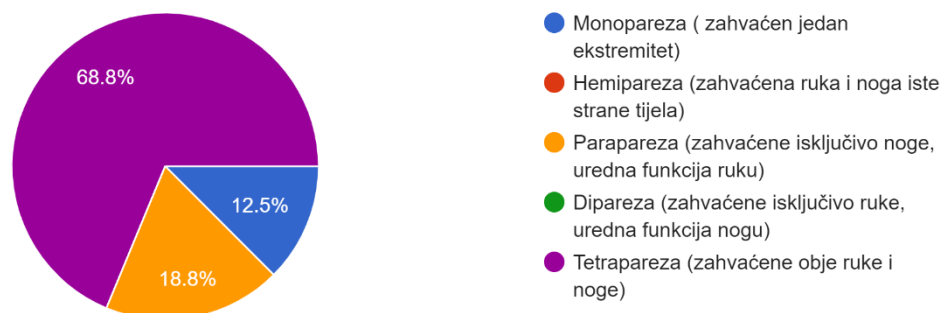 68.8%
12.5%
18.8%
Monopareza ( zahvaćen jedan
ekstremitet)
Hemipareza (zahvaćena ruka i noga iste
strane tijela)
Parapareza (zahvaćene isključivo noge,
uredna funkcija ruku)
Dipareza (zahvaćene isključivo ruke,
uredna funkcija nogu)
Tetrapareza (zahvaćene obje ruke i
noge)